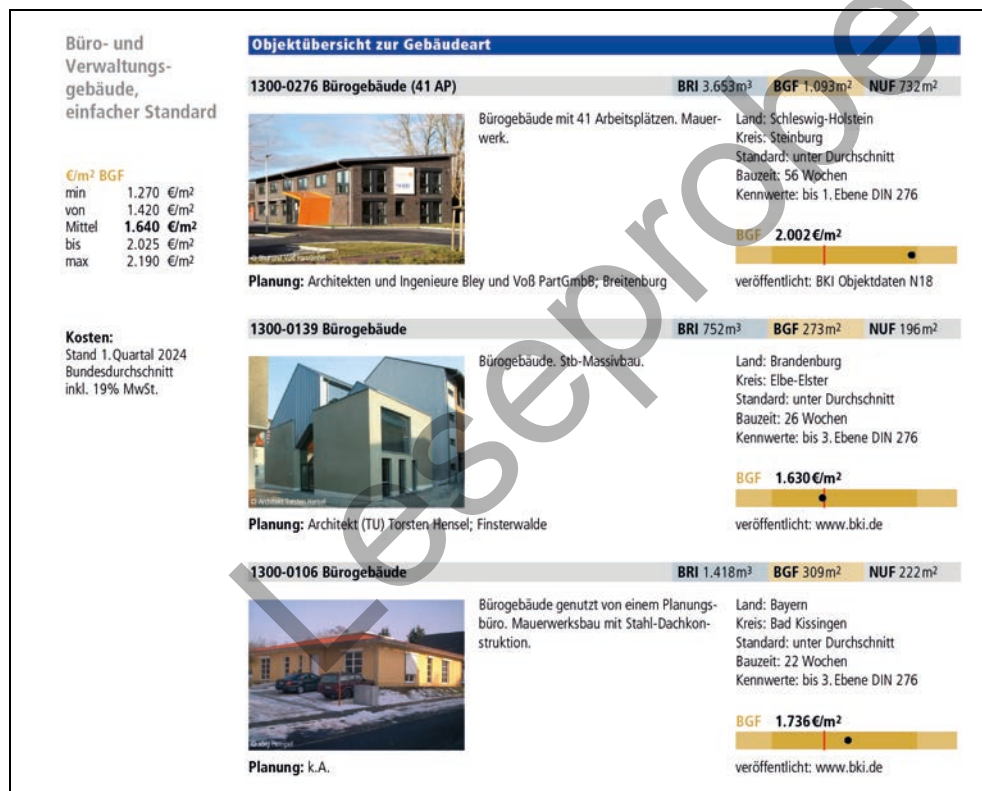 Büro- und
Verwaltungs-
gebäude,
einfacher Standard
€/m² BGF
min 1.270 €/m²
von 1.420 €/m²
Mittel 1.640 €/m²
bis 2.025 €/m²
max 2.190 €/m²
Kosten:
Stand 1.Quartal 2024
Bundesdurchschnitt
inkl. 19% MwSt.
Objektübersicht zur Gebäudeart
1300-0276 Bürogebäude (41 AP) BRI 3.653m³ BGF 1.093m² NUF 732m²
Bürogebäude mit 41 Arbeitsplätzen. Mauer-
werk.
Land: Schleswig-Holstein
Kreis: Steinburg
Standard: unter Durchschnitt
Bauzeit: 56 Wochen
Kennwerte: bis 1. Ebene DIN 276
BGF 2.002€/m²
Planung: Architekten und Ingenieure Bley und Voß PartGmbB; Breitenburg
veröffentlicht: BKI Objektdaten N18
1300-0139 Bürogebäude BRI 752m³ BGF 273m² NUF 196m²
Bürogebäude. Stb-Massivbau.
Land: Brandenburg
Kreis: Elbe-Elster
Standard: unter Durchschnitt
Bauzeit: 26 Wochen
Kennwerte: bis 3. Ebene DIN 276
BGF 1.630€/m²
© Architekt Torsten Hensel
Planung: Architekt (TU) Torsten Hensel; Finsterwalde
veröffentlicht: www.bki.de
1300-0106 Bürogebäude BRI 1.418m³ BGF 309m² NUF 222m²
Bürogebäude genutzt von einem Planungs-
büro. Mauerwerksbau mit Stahl-Dachkon-
struktion.
Land: Bayern
Kreis: Bad Kissingen
Standard: unter Durchschnitt
Bauzeit: 22 Wochen
Kennwerte: bis 3. Ebene DIN 276
BGF 1.736€/m²
Planung: k.A.
veröffentlicht: www.bki.de
Leseprobe